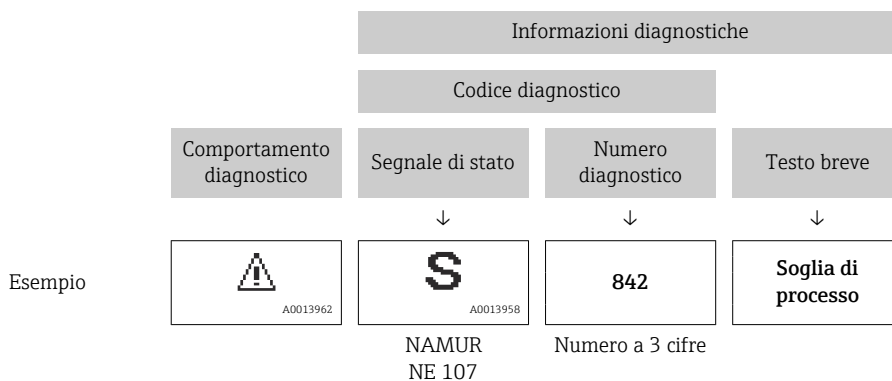 Informazioni diagnostiche
Codice diagnostico
Comportamento
diagnostico
Segnale di stato
Numero
diagnostico
Testo breve
↓ ↓ ↓
Esempio
A0013962
S
A0013958
842
Soglia di
processo
NAMUR
NE 107
Numero a 3 cifre